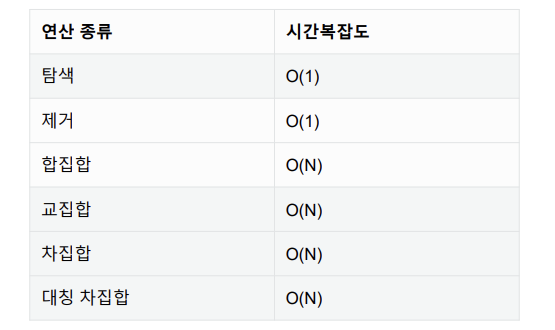 연산 종류 시간복잡도
탐색 O(1)
제거 O(1)
합집합 O(N)
교집합 O(N)
차집합 O(N)
대칭 차집합 O(N)